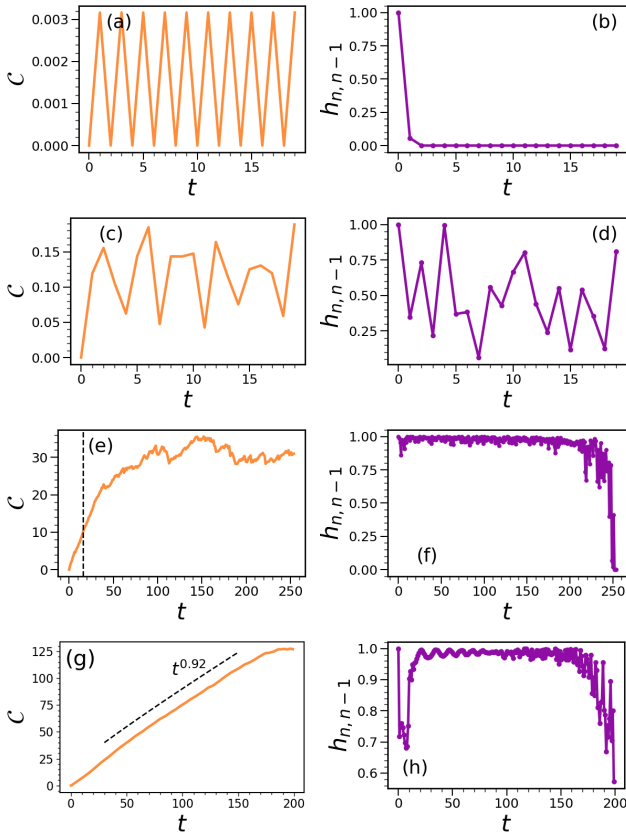 (a)
0.003
0.002
0.001
0.000
C
0 5 10 15
t
(b)
1.00
0.75
0.50
0.25
0.00
h_{n,n−1}
0 5 10 15
t
(c)
0.15
0.10
0.05
0.00
C
0 5 10 15
t
(d)
1.00
0.75
0.50
0.25
h_{n,n−1}
0 5 10 15
t
(e)
30
20
10
0
C
0 50 100 150 200 250
t
(f)
1.00
0.75
0.50
0.25
0.00
h_{n,n−1}
0 50 100 150 200 250
t
(g)
t^{0.92}
125
100
75
50
25
0
C
0 50 100 150 200
t
(h)
1.0
0.9
0.8
0.7
0.6
h_{n,n−1}
0 50 100 150 200
t